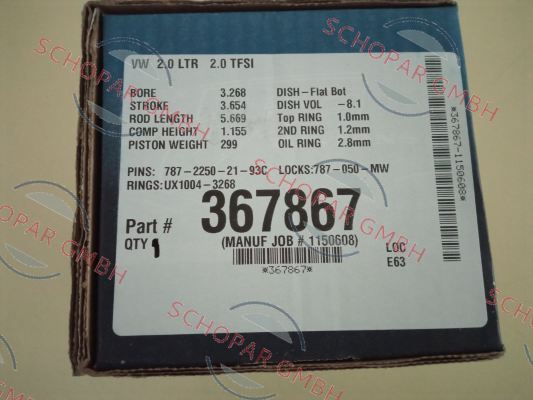 VW 2.0 LTR 2.0 TFSI
BORE 3.268 DISH-Flat Bot
STROKE 3.654 DISH VOL -8.1
ROD LENGTH 5.669 Top RING 1.0mm
COMP HEIGHT 1.155 2ND RING 1.2mm
PISTON WEIGHT 299 OIL RING 2.8mm
PINS: 787-2250-21-93C LOCKS:787-050-MW
RINGS:UX1004-3268
Part # 367867
QTY 1 (MANUF JOB # 1150608) LOC
*367867* E63
*367867-1150608*
SCHOPAR GMBH
SCHOPAR GMBH
SCHOPAR GMBH
SCHOPAR GMBH
SCHOPAR GMBH